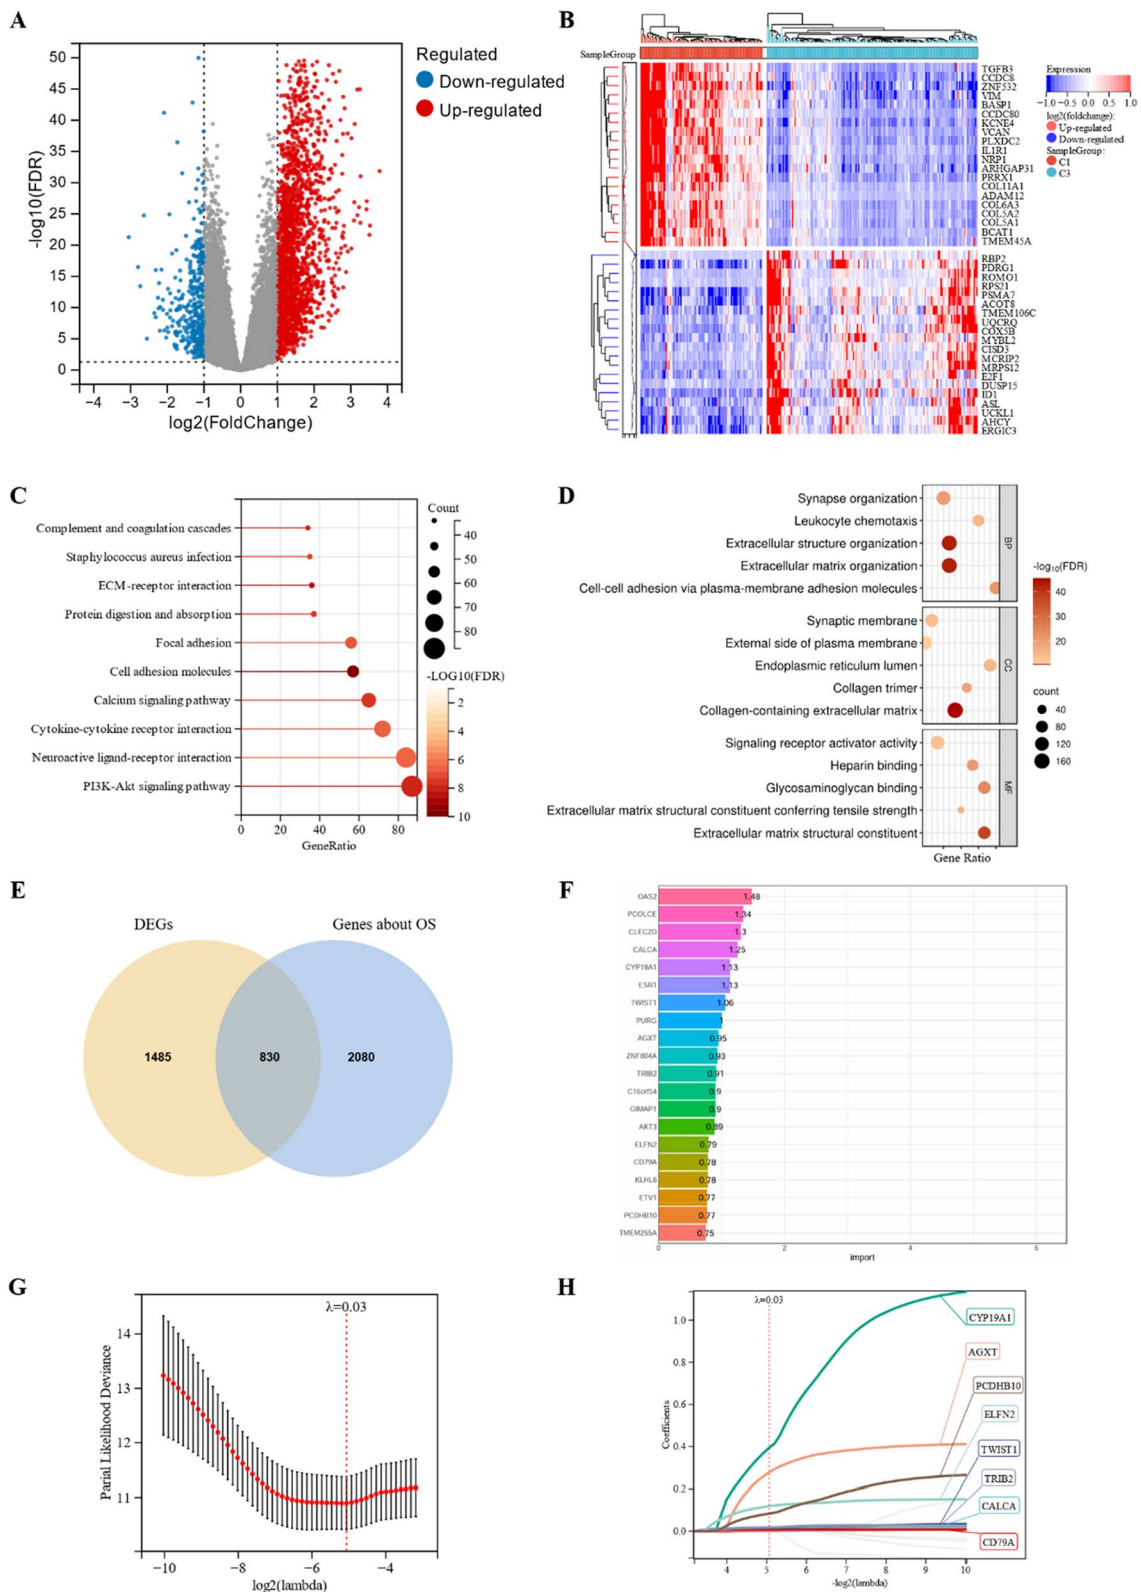 A
50
45
40
35
30
25
20
15
10
5
0
-log10(FDR)
−4
−3
−2
−1
0
1
2
3
4
log2(FoldChange)
Regulated
Down-regulated
Up-regulated
B
SampleGroup
TGFB3
CCDC8
ZNF532
VIM
BASP1
CCDC80
KCNE4
VCAN
PLXDC2
IL1R1
NRP1
ARHGAP31
PRRX1
COL11A1
ADAM12
COL6A3
COL5A2
COL5A1
BCAT1
TMEM45A
RBP2
PDRG1
ROMO1
RPS21
PSMA7
ACOT8
TMEM106C
UQCRQ
COX5B
MYBL2
CISD3
MCRIP2
MRPS12
E2F1
DUSP15
ID1
ASL
UCKL1
AHCY
ERGIC3
Expression
−1.0 −0.5 0.0 0.5 1.0
log2(foldchange):
Up-regulated
Down-regulated
SampleGroup:
C1
C3
C
Complement and coagulation cascades
Staphylococcus aureus infection
ECM-receptor interaction
Protein digestion and absorption
Focal adhesion
Cell adhesion molecules
Calcium signaling pathway
Cytokine-cytokine receptor interaction
Neuroactive ligand-receptor interaction
PI3K-Akt signaling pathway
0 20 40 60 80
GeneRatio
Count
40
50
60
70
80
-LOG10(FDR)
2
4
6
8
10
D
Synapse organization
Leukocyte chemotaxis
Extracellular structure organization
Extracellular matrix organization
Cell-cell adhesion via plasma-membrane adhesion molecules
BP
Synaptic membrane
External side of plasma membrane
Endoplasmic reticulum lumen
Collagen trimer
Collagen-containing extracellular matrix
CC
Signaling receptor activator activity
Heparin binding
Glycosaminoglycan binding
Extracellular matrix structural constituent conferring tensile strength
Extracellular matrix structural constituent
MF
Gene Ratio
-log10(FDR)
40
30
20
count
40
80
120
160
E
DEGs
Genes about OS
1485
830
2080
F
OAS2 1.48
PCOLCE 1.34
CLEC2D 1.3
CALCA 1.25
CYP19A1 1.13
ESR1 1.13
TWIST1 1.06
PURG 1
AGXT 0.95
ZNF804A 0.93
TRIB2 0.91
C16orf54 0.9
GIMAP1 0.9
AKT3 0.89
ELFN2 0.79
CD79A 0.78
KLHL6 0.78
ETV1 0.77
PCDHB10 0.77
TMEM255A 0.75
0 2 4 6
import
G
λ=0.03
14
13
12
11
Parial Likelihood Deviance
−10 −8 −6 −4
log2(lambda)
H
λ=0.03
1.0
0.8
0.6
0.4
0.2
0.0
Coefficients
CYP19A1
AGXT
PCDHB10
ELFN2
TWIST1
TRIB2
CALCA
CD79A
4 5 6 7 8 9 10
-log2(lambda)